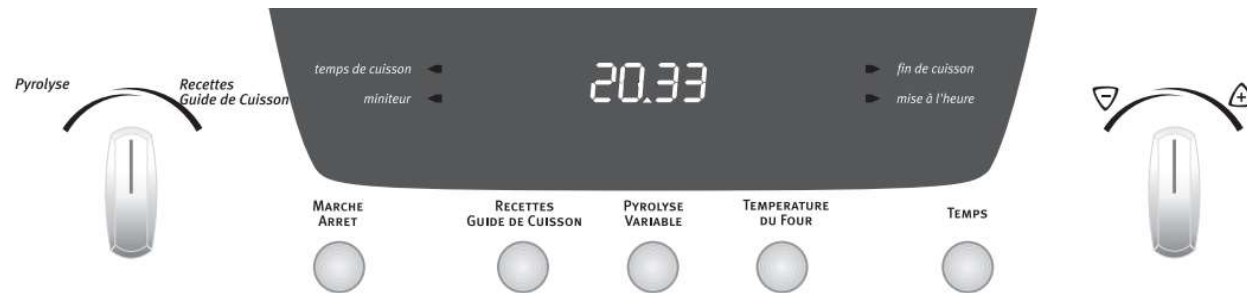 Pyrolyse
Recettes
Guide de Cuisson
temps de cuisson
miniteur
20.33
fin de cuisson
mise à l'heure
-
+
MARCHE
ARRET
RECETTES
GUIDE DE CUISSON
PYROLYSE
VARIABLE
TEMPERATURE
DU FOUR
TEMPS